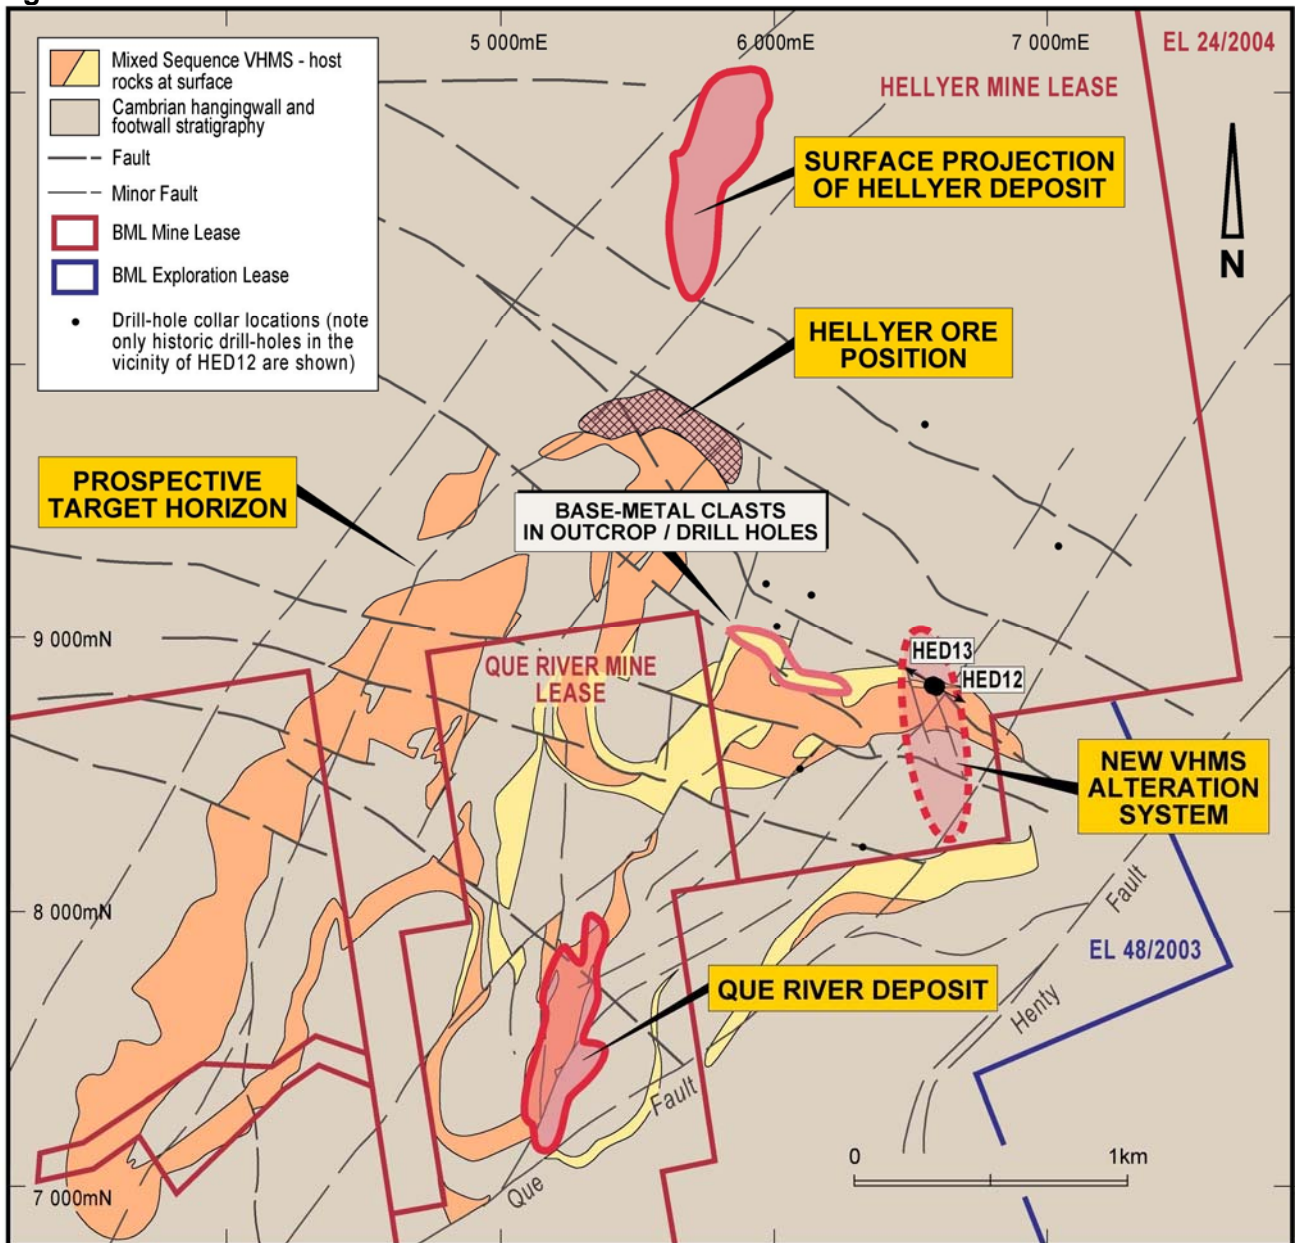 5 000mE
6 000mE
7 000mE
EL 24/2004
Mixed Sequence VHMS - host
rocks at surface
Cambrian hangingwall and
footwall stratigraphy
Fault
Minor Fault
BML Mine Lease
BML Exploration Lease
Drill-hole collar locations (note
only historic drill-holes in the
vicinity of HED12 are shown)
HELLYER MINE LEASE
SURFACE PROJECTION
OF HELLYER DEPOSIT
N
HELLYER ORE
POSITION
PROSPECTIVE
TARGET HORIZON
BASE-METAL CLASTS
IN OUTCROP / DRILL HOLES
9 000mN
QUE RIVER MINE
LEASE
HED13
HED12
NEW VHMS
ALTERATION
SYSTEM
8 000mN
Fault
Henty
EL 48/2003
QUE RIVER DEPOSIT
Que
Fault
7 000mN
0
1km